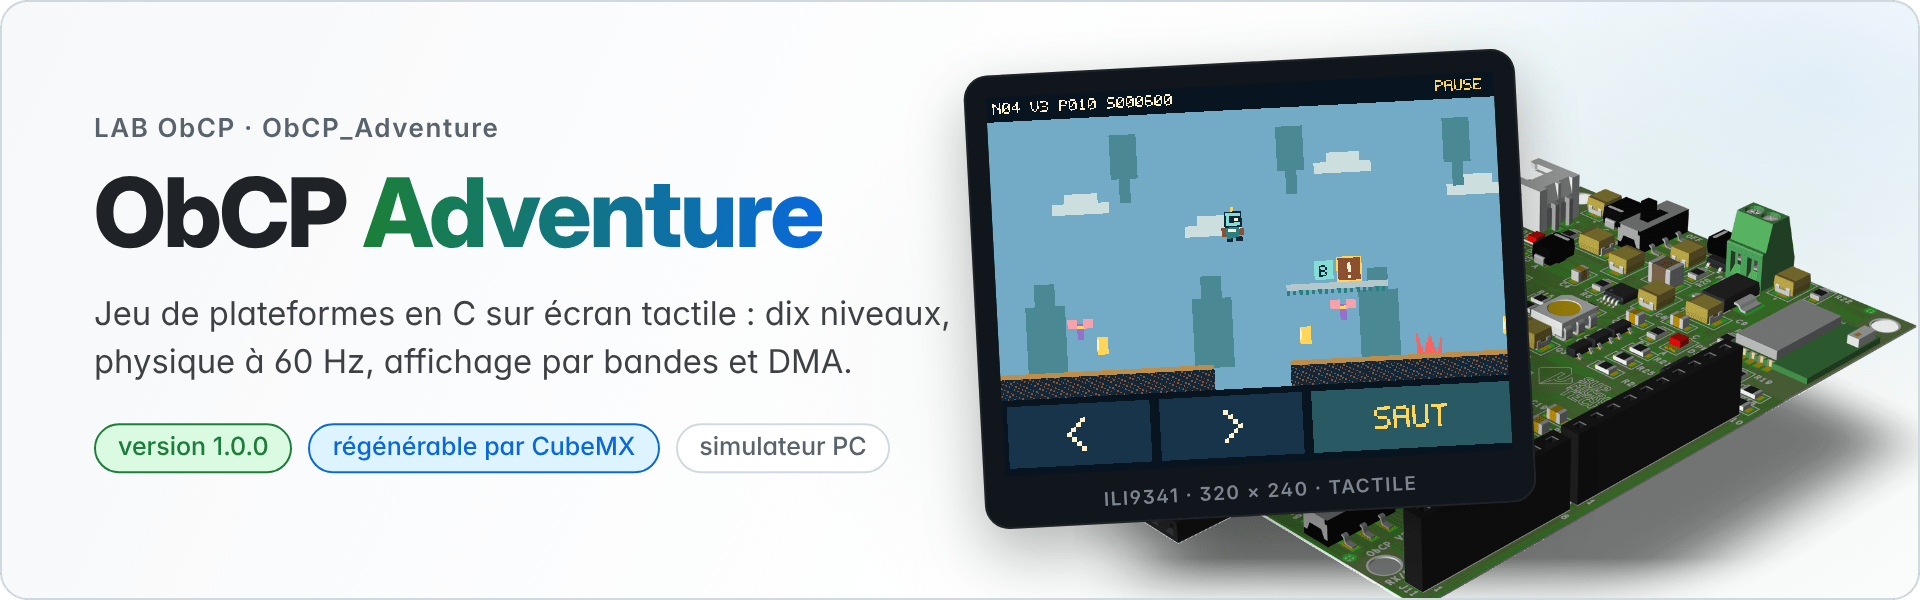 LAB ObCP · ObCP_Adventure
ObCP Adventure
Jeu de plateformes en C sur écran tactile : dix niveaux,
physique à 60 Hz, affichage par bandes et DMA.
version 1.0.0
régénérable par CubeMX
simulateur PC
N04 V3 P010 S000600
PAUSE
B
!
<
>
SAUT
ILI9341 · 320 × 240 · TACTILE